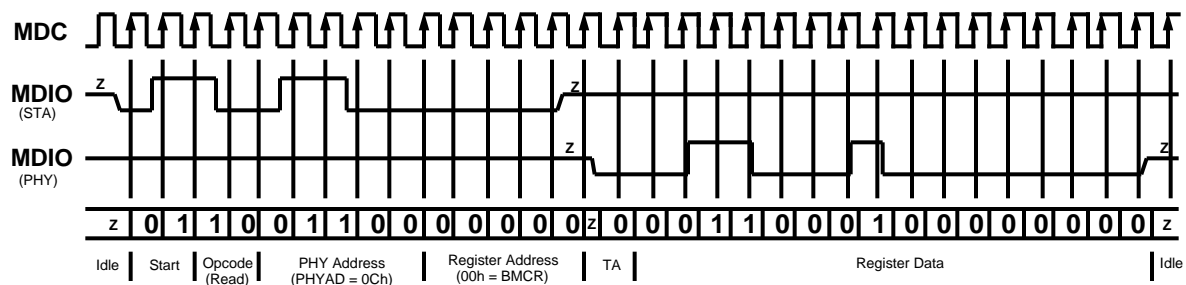 MDC
z
z
MDIO
(STA)
z
z
MDIO
(PHY)
z 0 1 1 0 0 1 1 0 0 0 0 0 0 0 z 0 0 0 1 1 0 0 0 1 0 0 0 0 0 0 0 0 z
Idle Start Opcode (Read) PHY Address (PHYAD = 0Ch) Register Address (00h = BMCR) TA Register Data Idle